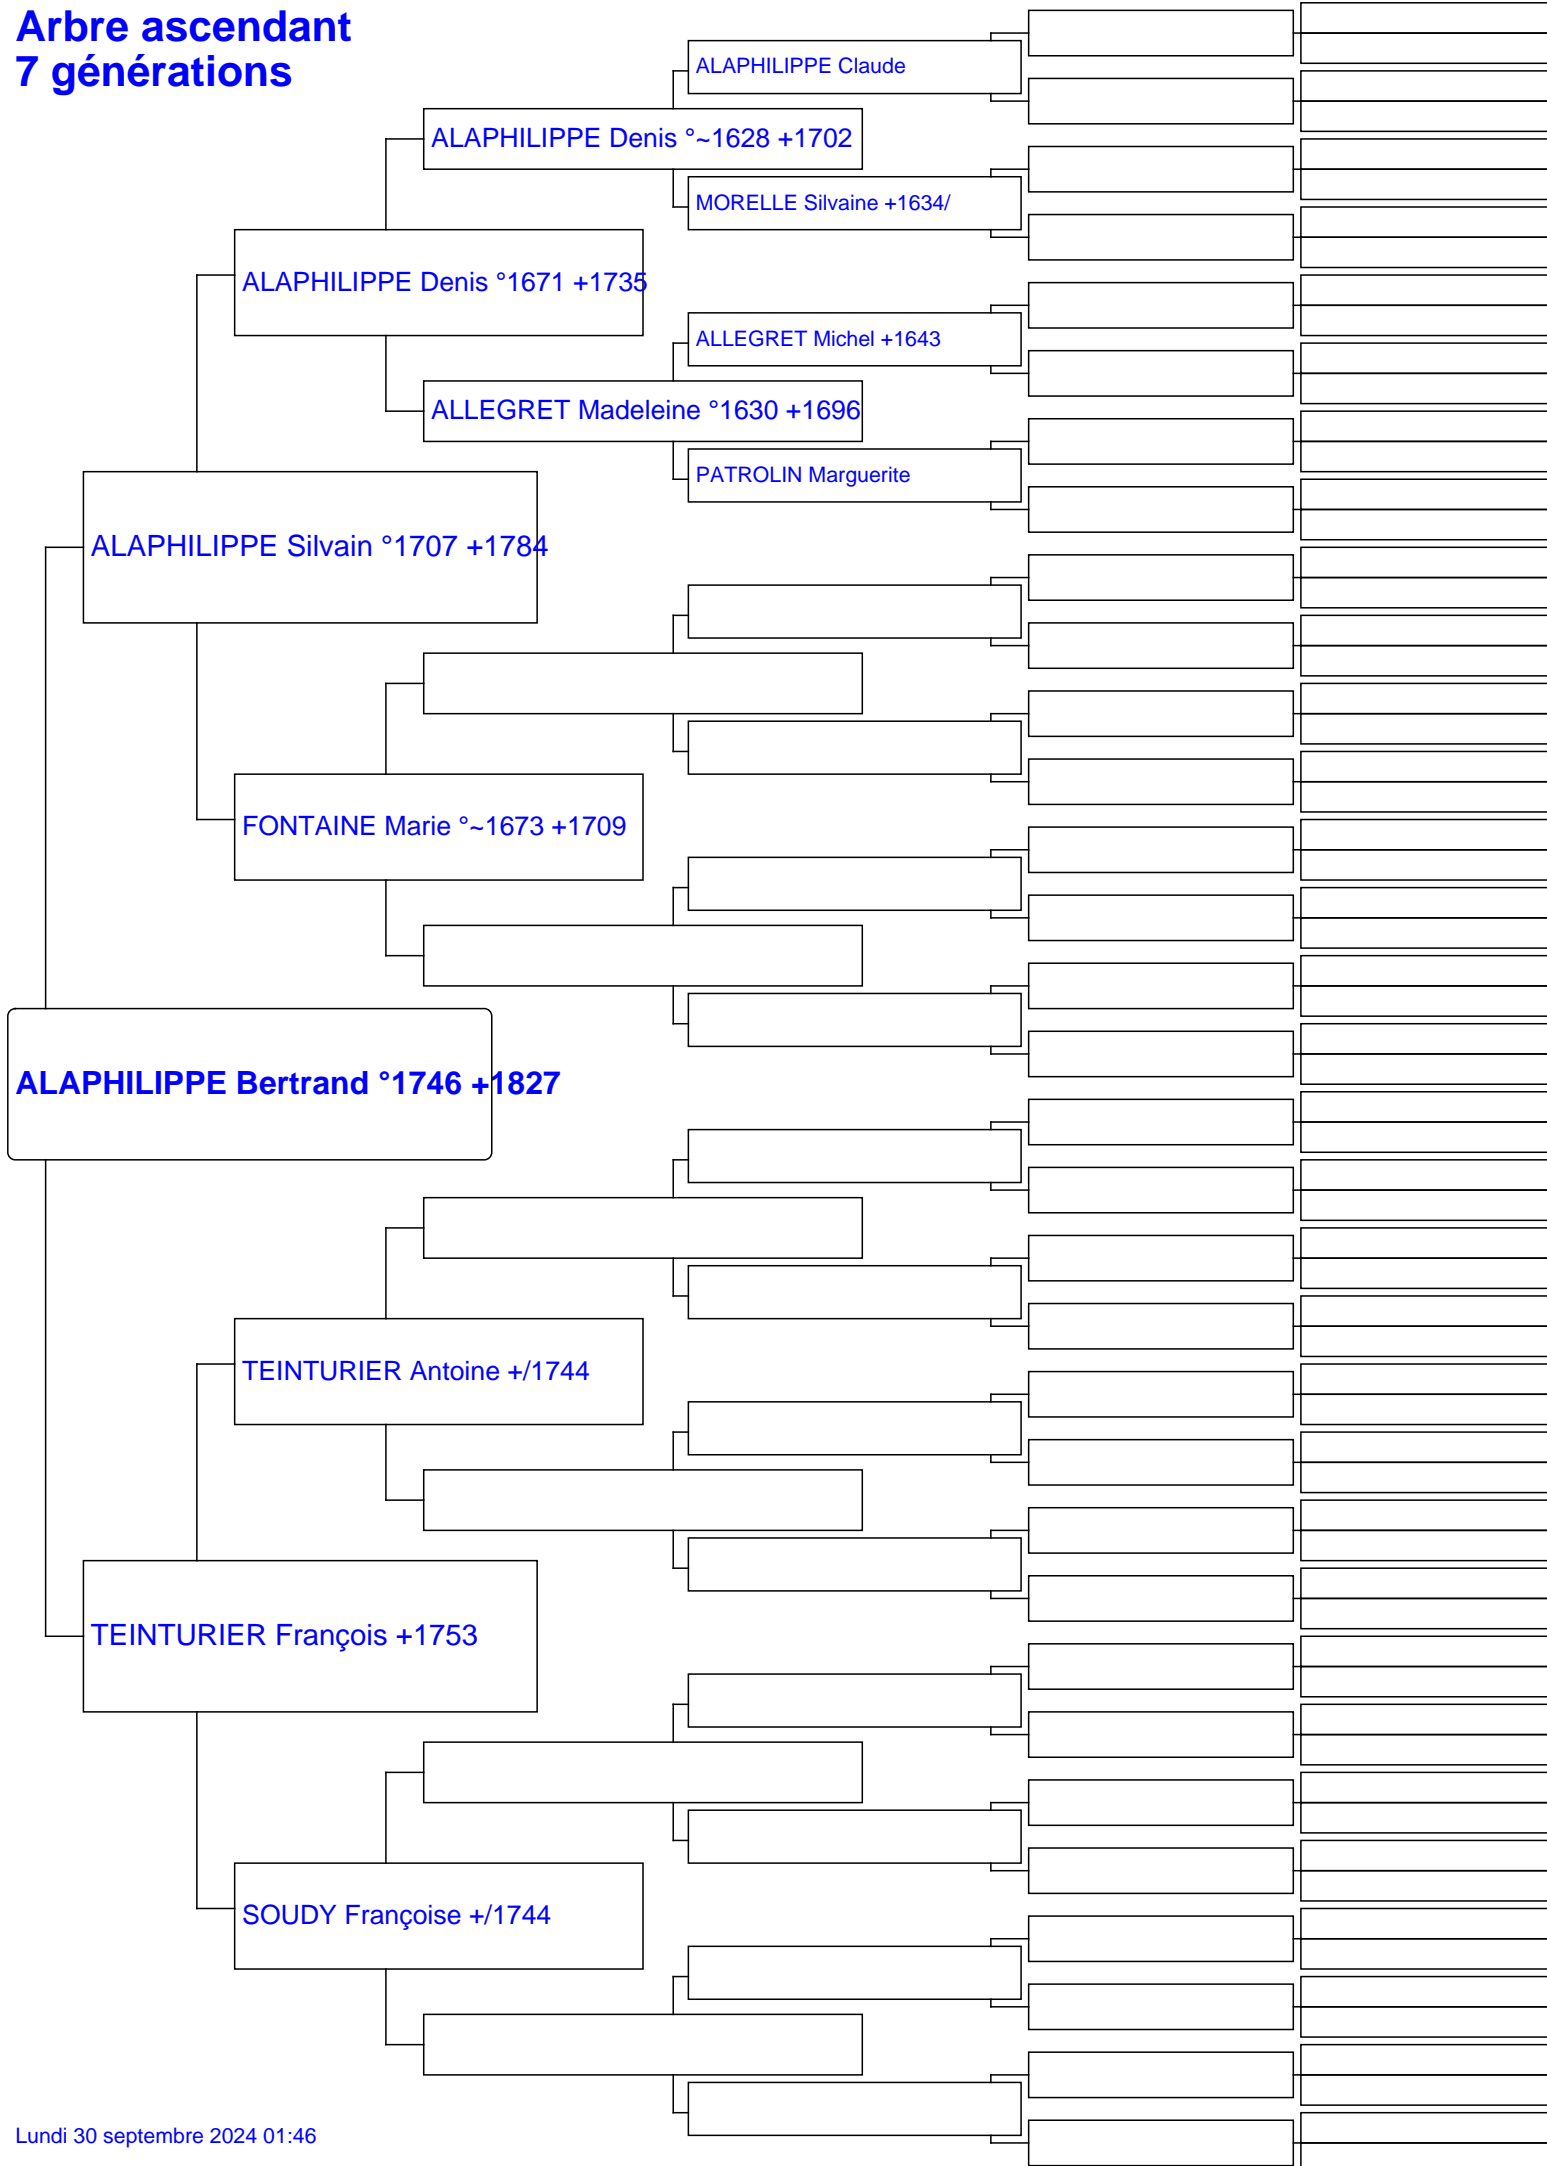 Arbre ascendant
7 générations
ALAPHILIPPE Claude
ALAPHILIPPE Denis °~1628 +1702
MORELLE Silvaine +1634/
ALAPHILIPPE Denis °1671 +1735
ALLEGRET Michel +1643
ALLEGRET Madeleine °1630 +1696
PATROLIN Marguerite
ALAPHILIPPE Silvain °1707 +1784
FONTAINE Marie °~1673 +1709
ALAPHILIPPE Bertrand °1746 +1827
TEINTURIER Antoine +/1744
TEINTURIER François +1753
SOUDY Françoise +/1744
Lundi 30 septembre 2024 01:46